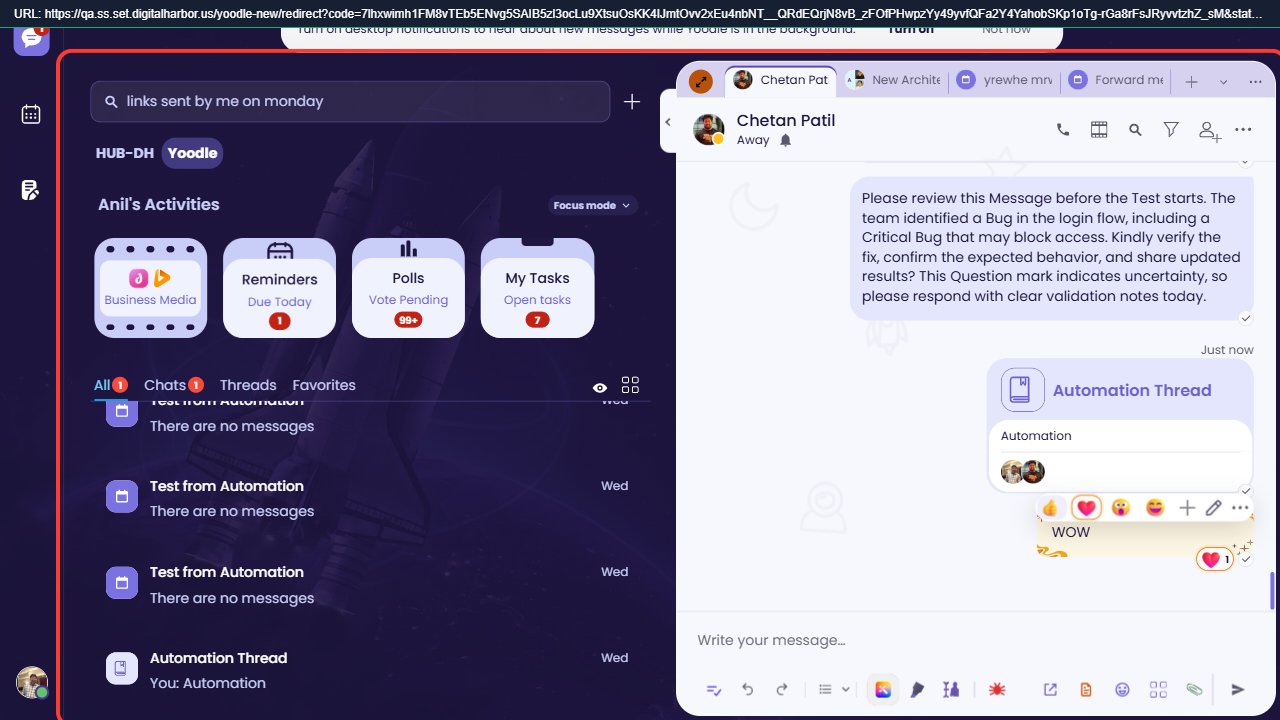 URL: https://qa.ss.set.digitalharbor.us/yoodle-new/redirect?code=7lhxwimh1FM8vTEb5ENvg5SAIB5zl3ocLu9XtsuOsKK4lJmtOvv2xEu4nbNT__QRdEQrjN8vB_zFOfPHwpzYy49yvfQFa2Y4YahobSKp1oTg-rGa8rFsJRyvvtzhZ_sM&stat...
Turn on desktop notifications to hear about new messages while Yoodle is in the background. Turn on Not now
links sent by me on monday
HUB-DH Yoodle
Anil's Activities
Focus mode
Business Media
Reminders
Due Today
1
Polls
Vote Pending
99+
My Tasks
Open tasks
7
All 1 Chats 1 Threads Favorites
Test from Automation Wed
There are no messages
Test from Automation Wed
There are no messages
Test from Automation Wed
There are no messages
Automation Thread Wed
You: Automation
Chetan Pat New Archite yrewhe mrv Forward me
Chetan Patil
Away
Please review this Message before the Test starts. The
team identified a Bug in the login flow, including a
Critical Bug that may block access. Kindly verify the
fix, confirm the expected behavior, and share updated
results? This Question mark indicates uncertainty, so
please respond with clear validation notes today.
Just now
Automation Thread
Automation
WOW
1
Write your message...